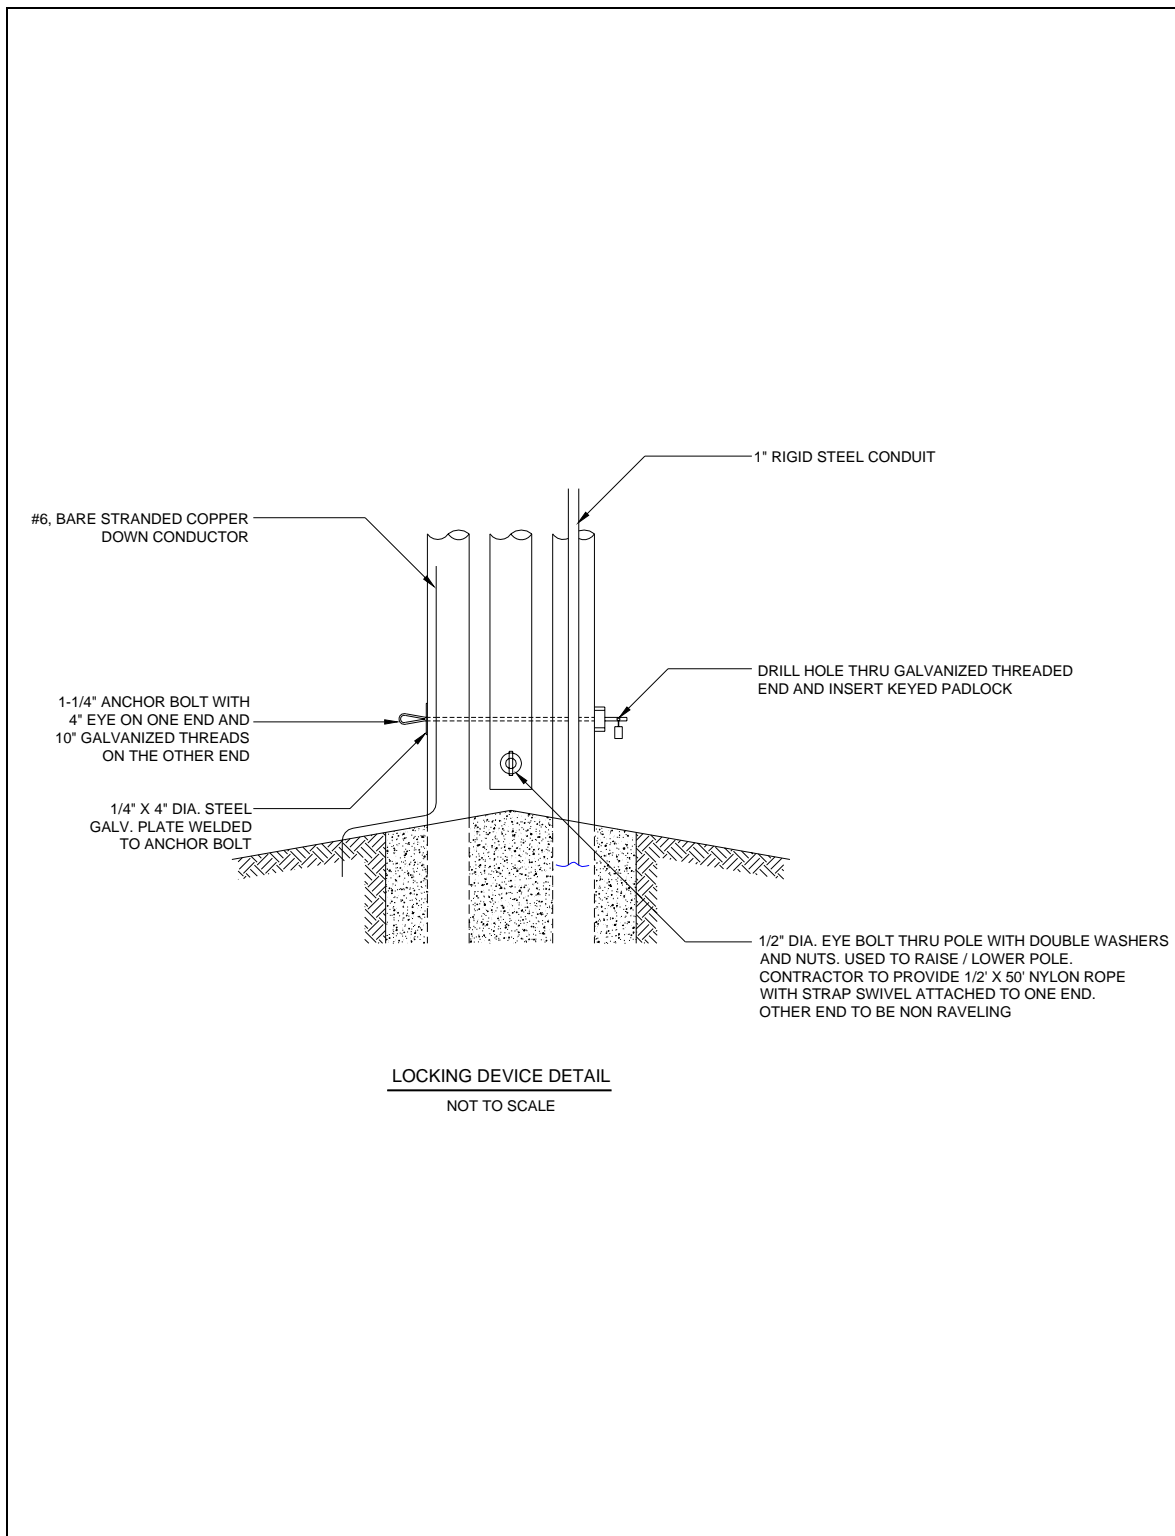 1" RIGID STEEL CONDUIT
#6, BARE STRANDED COPPER
DOWN CONDUCTOR
DRILL HOLE THRU GALVANIZED THREADED
END AND INSERT KEYED PADLOCK
1-1/4" ANCHOR BOLT WITH
4" EYE ON ONE END AND
10" GALVANIZED THREADS
ON THE OTHER END
1/4" X 4" DIA. STEEL
GALV. PLATE WELDED
TO ANCHOR BOLT
1/2" DIA. EYE BOLT THRU POLE WITH DOUBLE WASHERS
AND NUTS. USED TO RAISE / LOWER POLE.
CONTRACTOR TO PROVIDE 1/2' X 50' NYLON ROPE
WITH STRAP SWIVEL ATTACHED TO ONE END.
OTHER END TO BE NON RAVELING
LOCKING DEVICE DETAIL
NOT TO SCALE